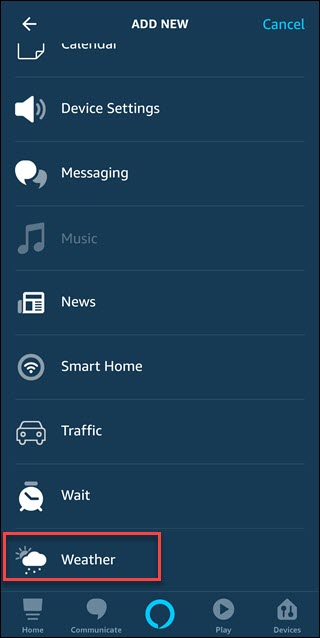 ADD NEW
Cancel
Calendar
Device Settings
Messaging
Music
News
Smart Home
Traffic
Wait
Weather
Home
Communicate
Play
Devices